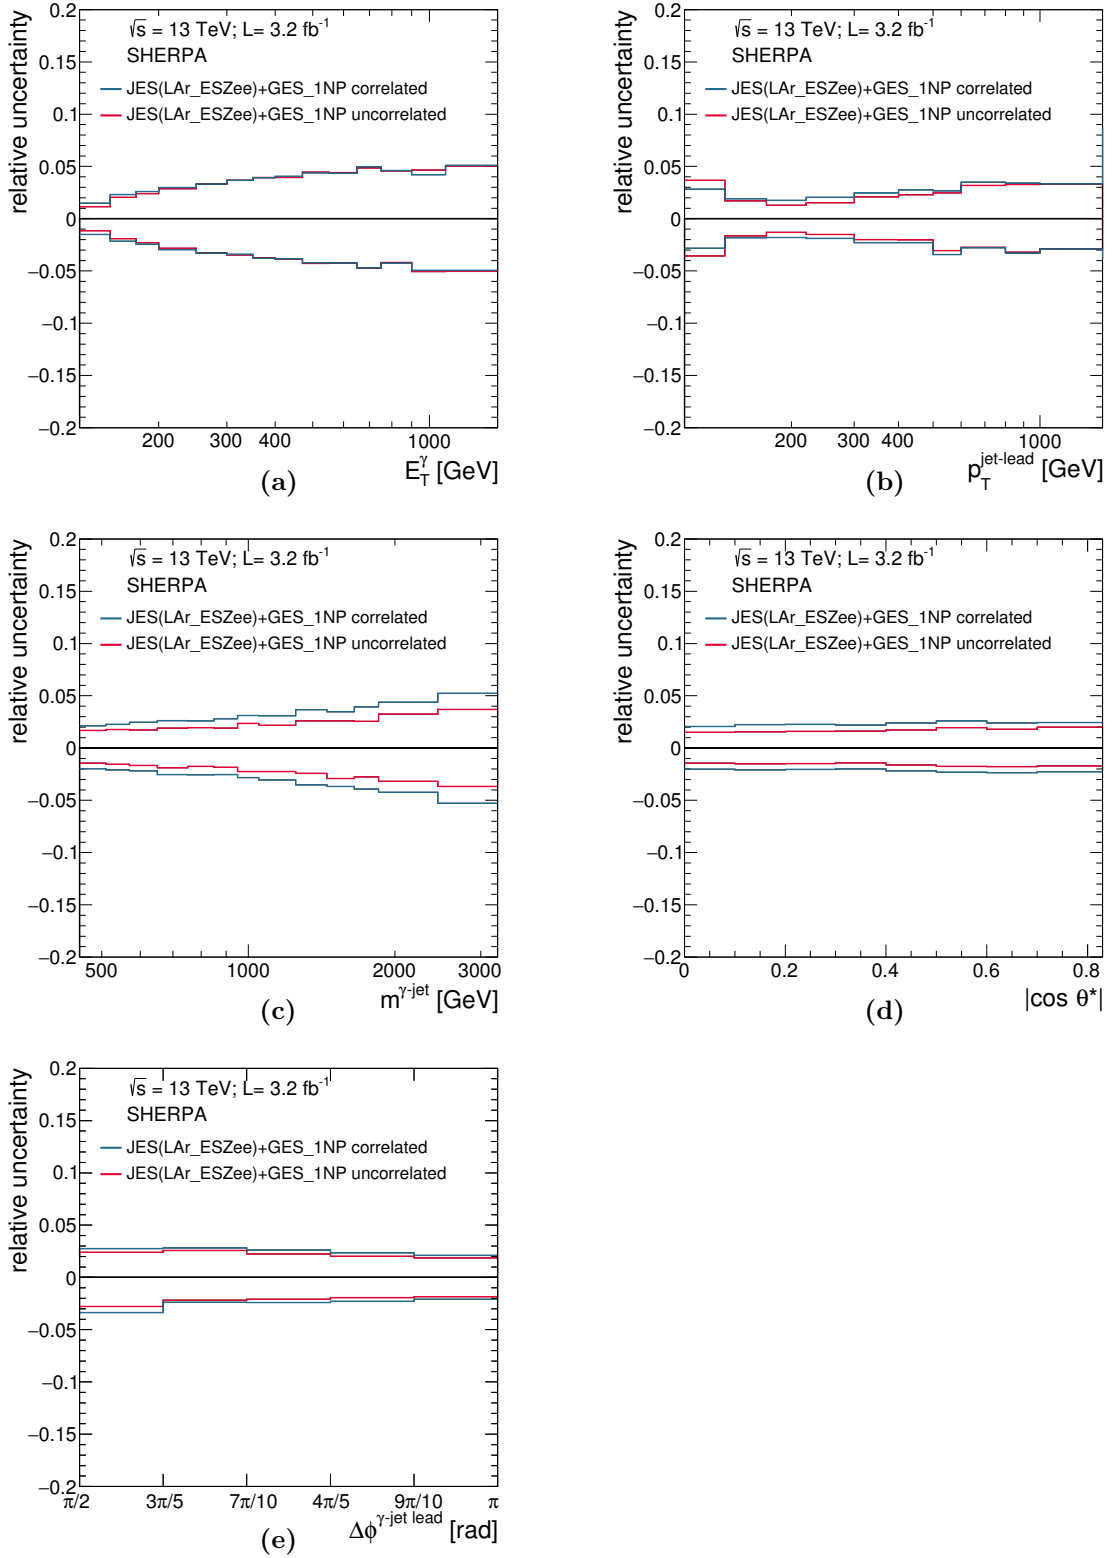 √s = 13 TeV; L= 3.2 fb⁻¹
SHERPA
JES(LAr_ESZee)+GES_1NP correlated
JES(LAr_ESZee)+GES_1NP uncorrelated
relative uncertainty
0.2
0.15
0.1
0.05
0
−0.05
−0.1
−0.15
−0.2
200 300 400 1000
E_T^γ [GeV]
(a)
√s = 13 TeV; L= 3.2 fb⁻¹
SHERPA
JES(LAr_ESZee)+GES_1NP correlated
JES(LAr_ESZee)+GES_1NP uncorrelated
relative uncertainty
0.2
0.15
0.1
0.05
0
−0.05
−0.1
−0.15
−0.2
200 300 400 1000
p_T^jet-lead [GeV]
(b)
√s = 13 TeV; L= 3.2 fb⁻¹
SHERPA
JES(LAr_ESZee)+GES_1NP correlated
JES(LAr_ESZee)+GES_1NP uncorrelated
relative uncertainty
0.2
0.15
0.1
0.05
0
−0.05
−0.1
−0.15
−0.2
500 1000 2000 3000
m^γ-jet [GeV]
(c)
√s = 13 TeV; L= 3.2 fb⁻¹
SHERPA
JES(LAr_ESZee)+GES_1NP correlated
JES(LAr_ESZee)+GES_1NP uncorrelated
relative uncertainty
0.2
0.15
0.1
0.05
0
−0.05
−0.1
−0.15
−0.2
0 0.2 0.4 0.6 0.8
|cos θ*|
(d)
√s = 13 TeV; L= 3.2 fb⁻¹
SHERPA
JES(LAr_ESZee)+GES_1NP correlated
JES(LAr_ESZee)+GES_1NP uncorrelated
relative uncertainty
0.2
0.15
0.1
0.05
0
−0.05
−0.1
−0.15
−0.2
π/2 3π/5 7π/10 4π/5 9π/10 π
Δϕ^γ-jet lead [rad]
(e)